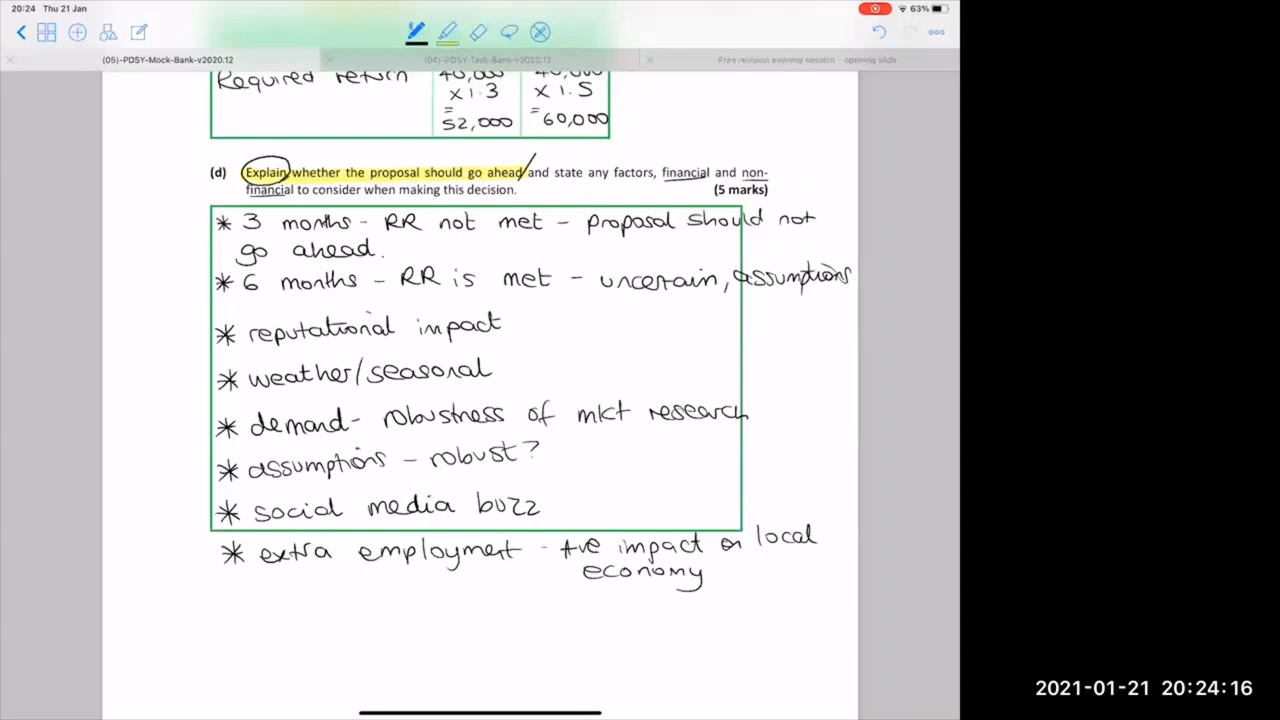 20:24 Thu 21 Jan
63%
(05)-PDSY-Mock-Bank-v2020.12
(04)-PDSY-Task-Bank-v2020.12
Free revision evening session - opening slide
Required return
40,000 40,000
x 1.3 x 1.5
= =
52,000 60,000
(d) Explain whether the proposal should go ahead and state any factors, financial and non-
financial to consider when making this decision. (5 marks)
* 3 months - RR not met - proposal should not
go ahead.
* 6 months - RR is met - uncertain, assumptions
* reputational impact
* weather/seasonal
* demand - robustness of mkt research
* assumptions - robust?
* social media buzz
* extra employment - +ve impact on local
economy
2021-01-21 20:24:16